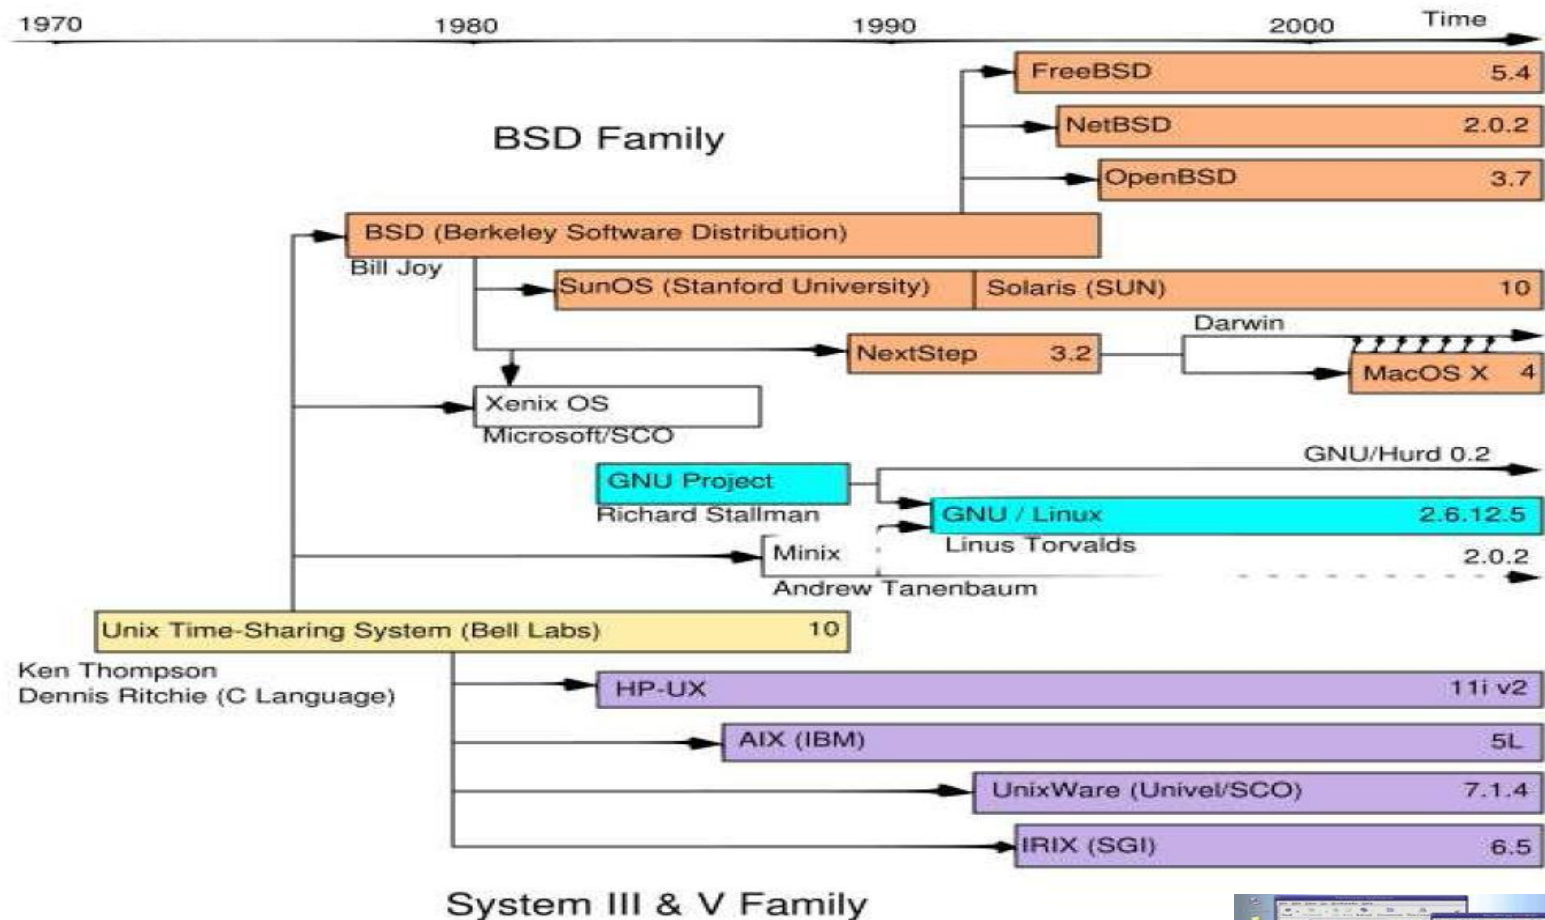 1970 1980 1990 2000 Time
FreeBSD 5.4
BSD Family
NetBSD 2.0.2
OpenBSD 3.7
BSD (Berkeley Software Distribution)
Bill Joy
SunOS (Stanford University) Solaris (SUN) 10
Darwin
NextStep 3.2
MacOS X 4
Xenix OS
Microsoft/SCO
GNU/Hurd 0.2
GNU Project
Richard Stallman
GNU / Linux 2.6.12.5
Linus Torvalds
Minix 2.0.2
Andrew Tanenbaum
Unix Time-Sharing System (Bell Labs) 10
Ken Thompson
Dennis Ritchie (C Language)
HP-UX 11i v2
AIX (IBM) 5L
UnixWare (Univel/SCO) 7.1.4
IRIX (SGI) 6.5
System III & V Family